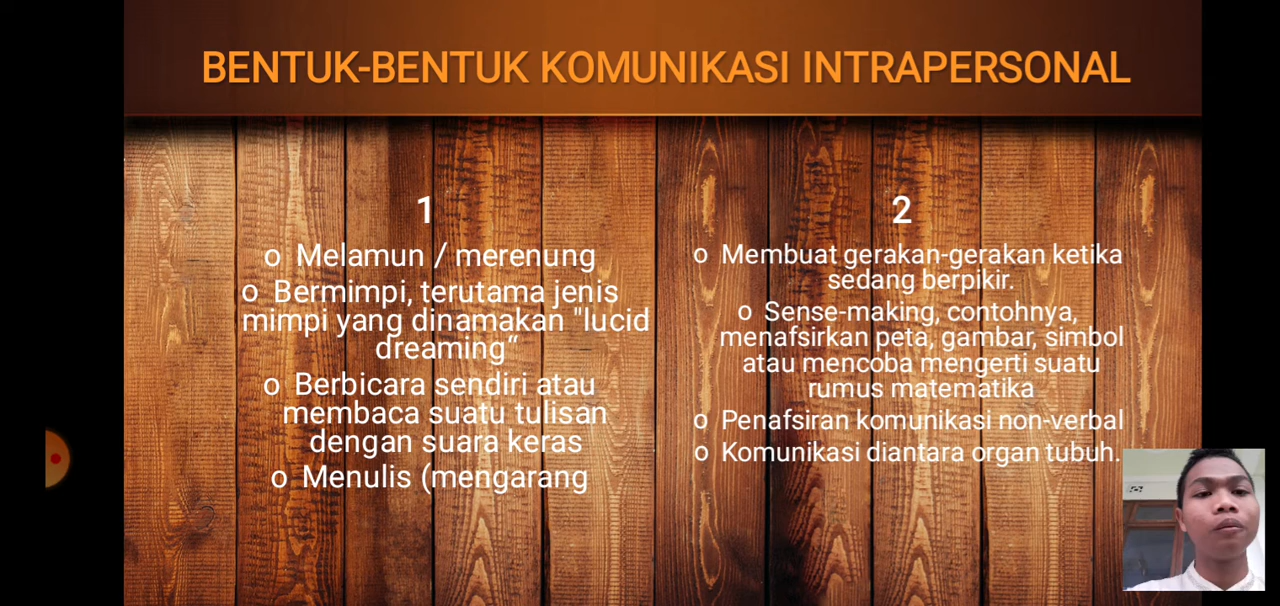 BENTUK-BENTUK KOMUNIKASI INTRAPERSONAL
1
o Melamun / merenung
o Bermimpi, terutama jenis
mimpi yang dinamakan "lucid
dreaming“
o Berbicara sendiri atau
membaca suatu tulisan
dengan suara keras
o Menulis (mengarang
2
o Membuat gerakan-gerakan ketika
sedang berpikir.
o Sense-making, contohnya,
menafsirkan peta, gambar, simbol
atau mencoba mengerti suatu
rumus matematika
o Penafsiran komunikasi non-verbal
o Komunikasi diantara organ tubuh.